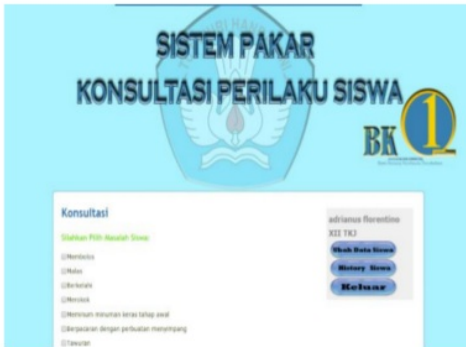 SISTEM PAKAR
KONSULTASI PERILAKU SISWA
BK 1
Konsultasi
Silahkan Pilih Masalah Siswa:
Membolos
Malas
Berkelahi
Merokok
Meminum minuman keras tahap awal
Berpacaran dengan perbuatan menyimpang
Tawuran
adrianus florentino
XII TKJ
Ubah Data Siswa
History Siswa
Keluar